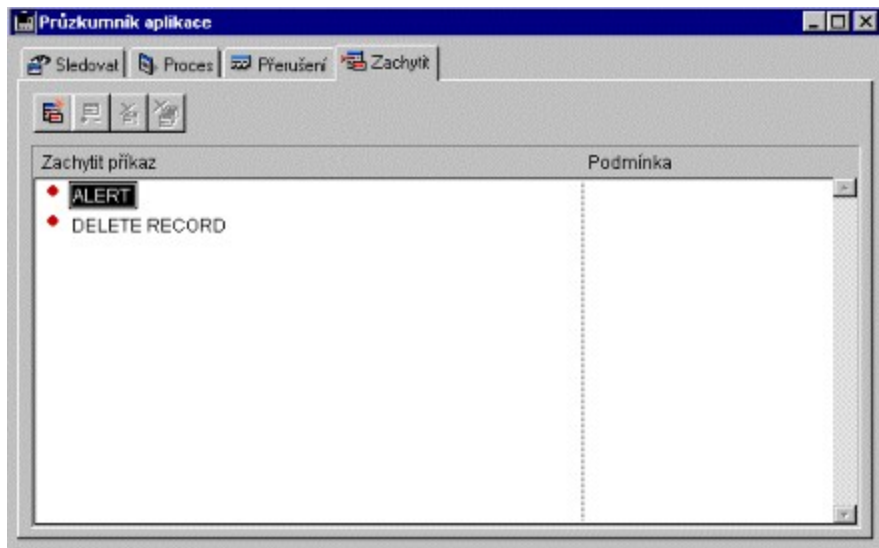 Průzkumník aplikace
Sledovat Proces Přerušení Zachytit
Zachytit příkaz Podmínka
ALERT
DELETE RECORD